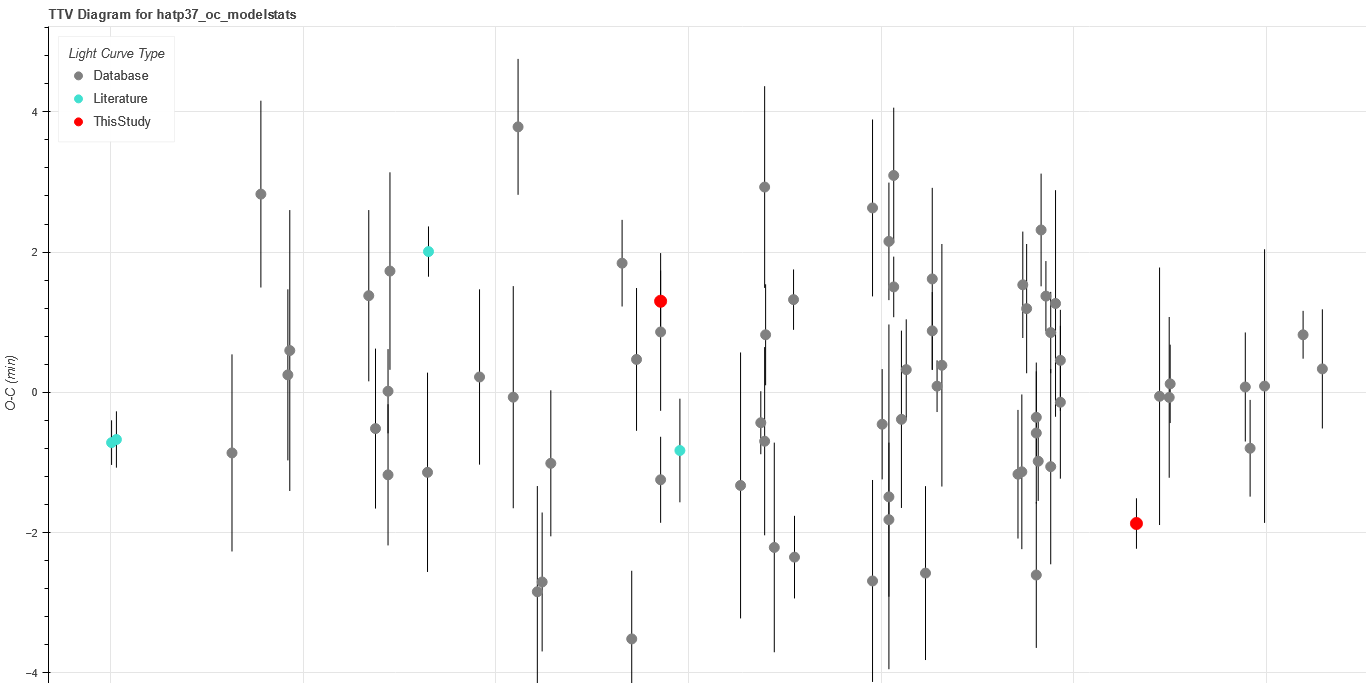 TTV Diagram for hatp37_oc_modelstats
Light Curve Type
Database
Literature
ThisStudy
4
2
0
−2
−4
O-C (min)